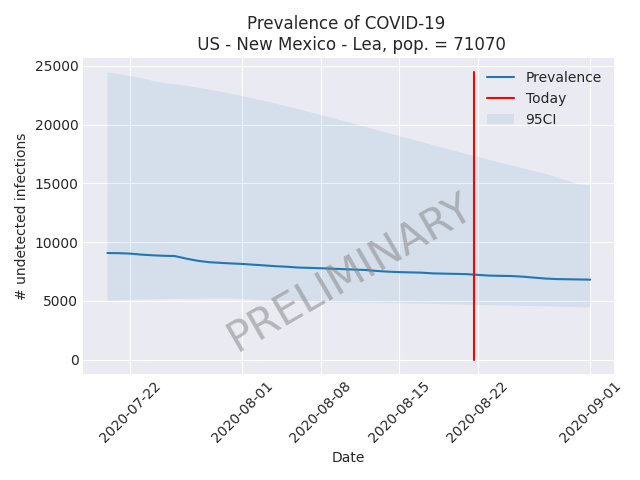 Prevalence of COVID-19
US - New Mexico - Lea, pop. = 71070
25000
20000
15000
10000
5000
0
# undetected infections
Prevalence
Today
95CI
PRELIMINARY
2020-07-22
2020-08-01
2020-08-08
2020-08-15
2020-08-22
2020-09-01
Date